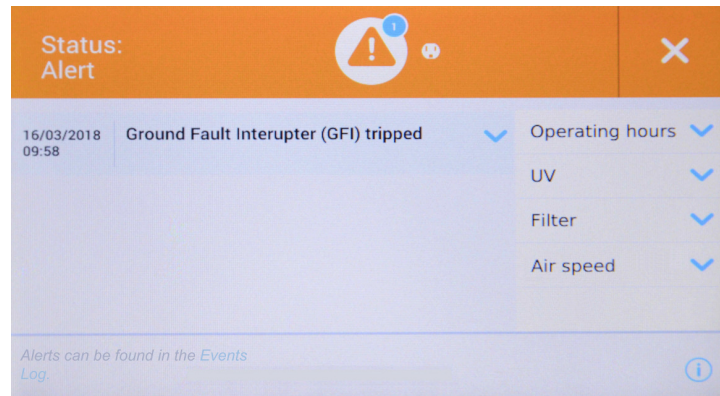 Status:
Alert
1
16/03/2018
09:58
Ground Fault Interupter (GFI) tripped
Operating hours
UV
Filter
Air speed
Alerts can be found in the Events
Log.